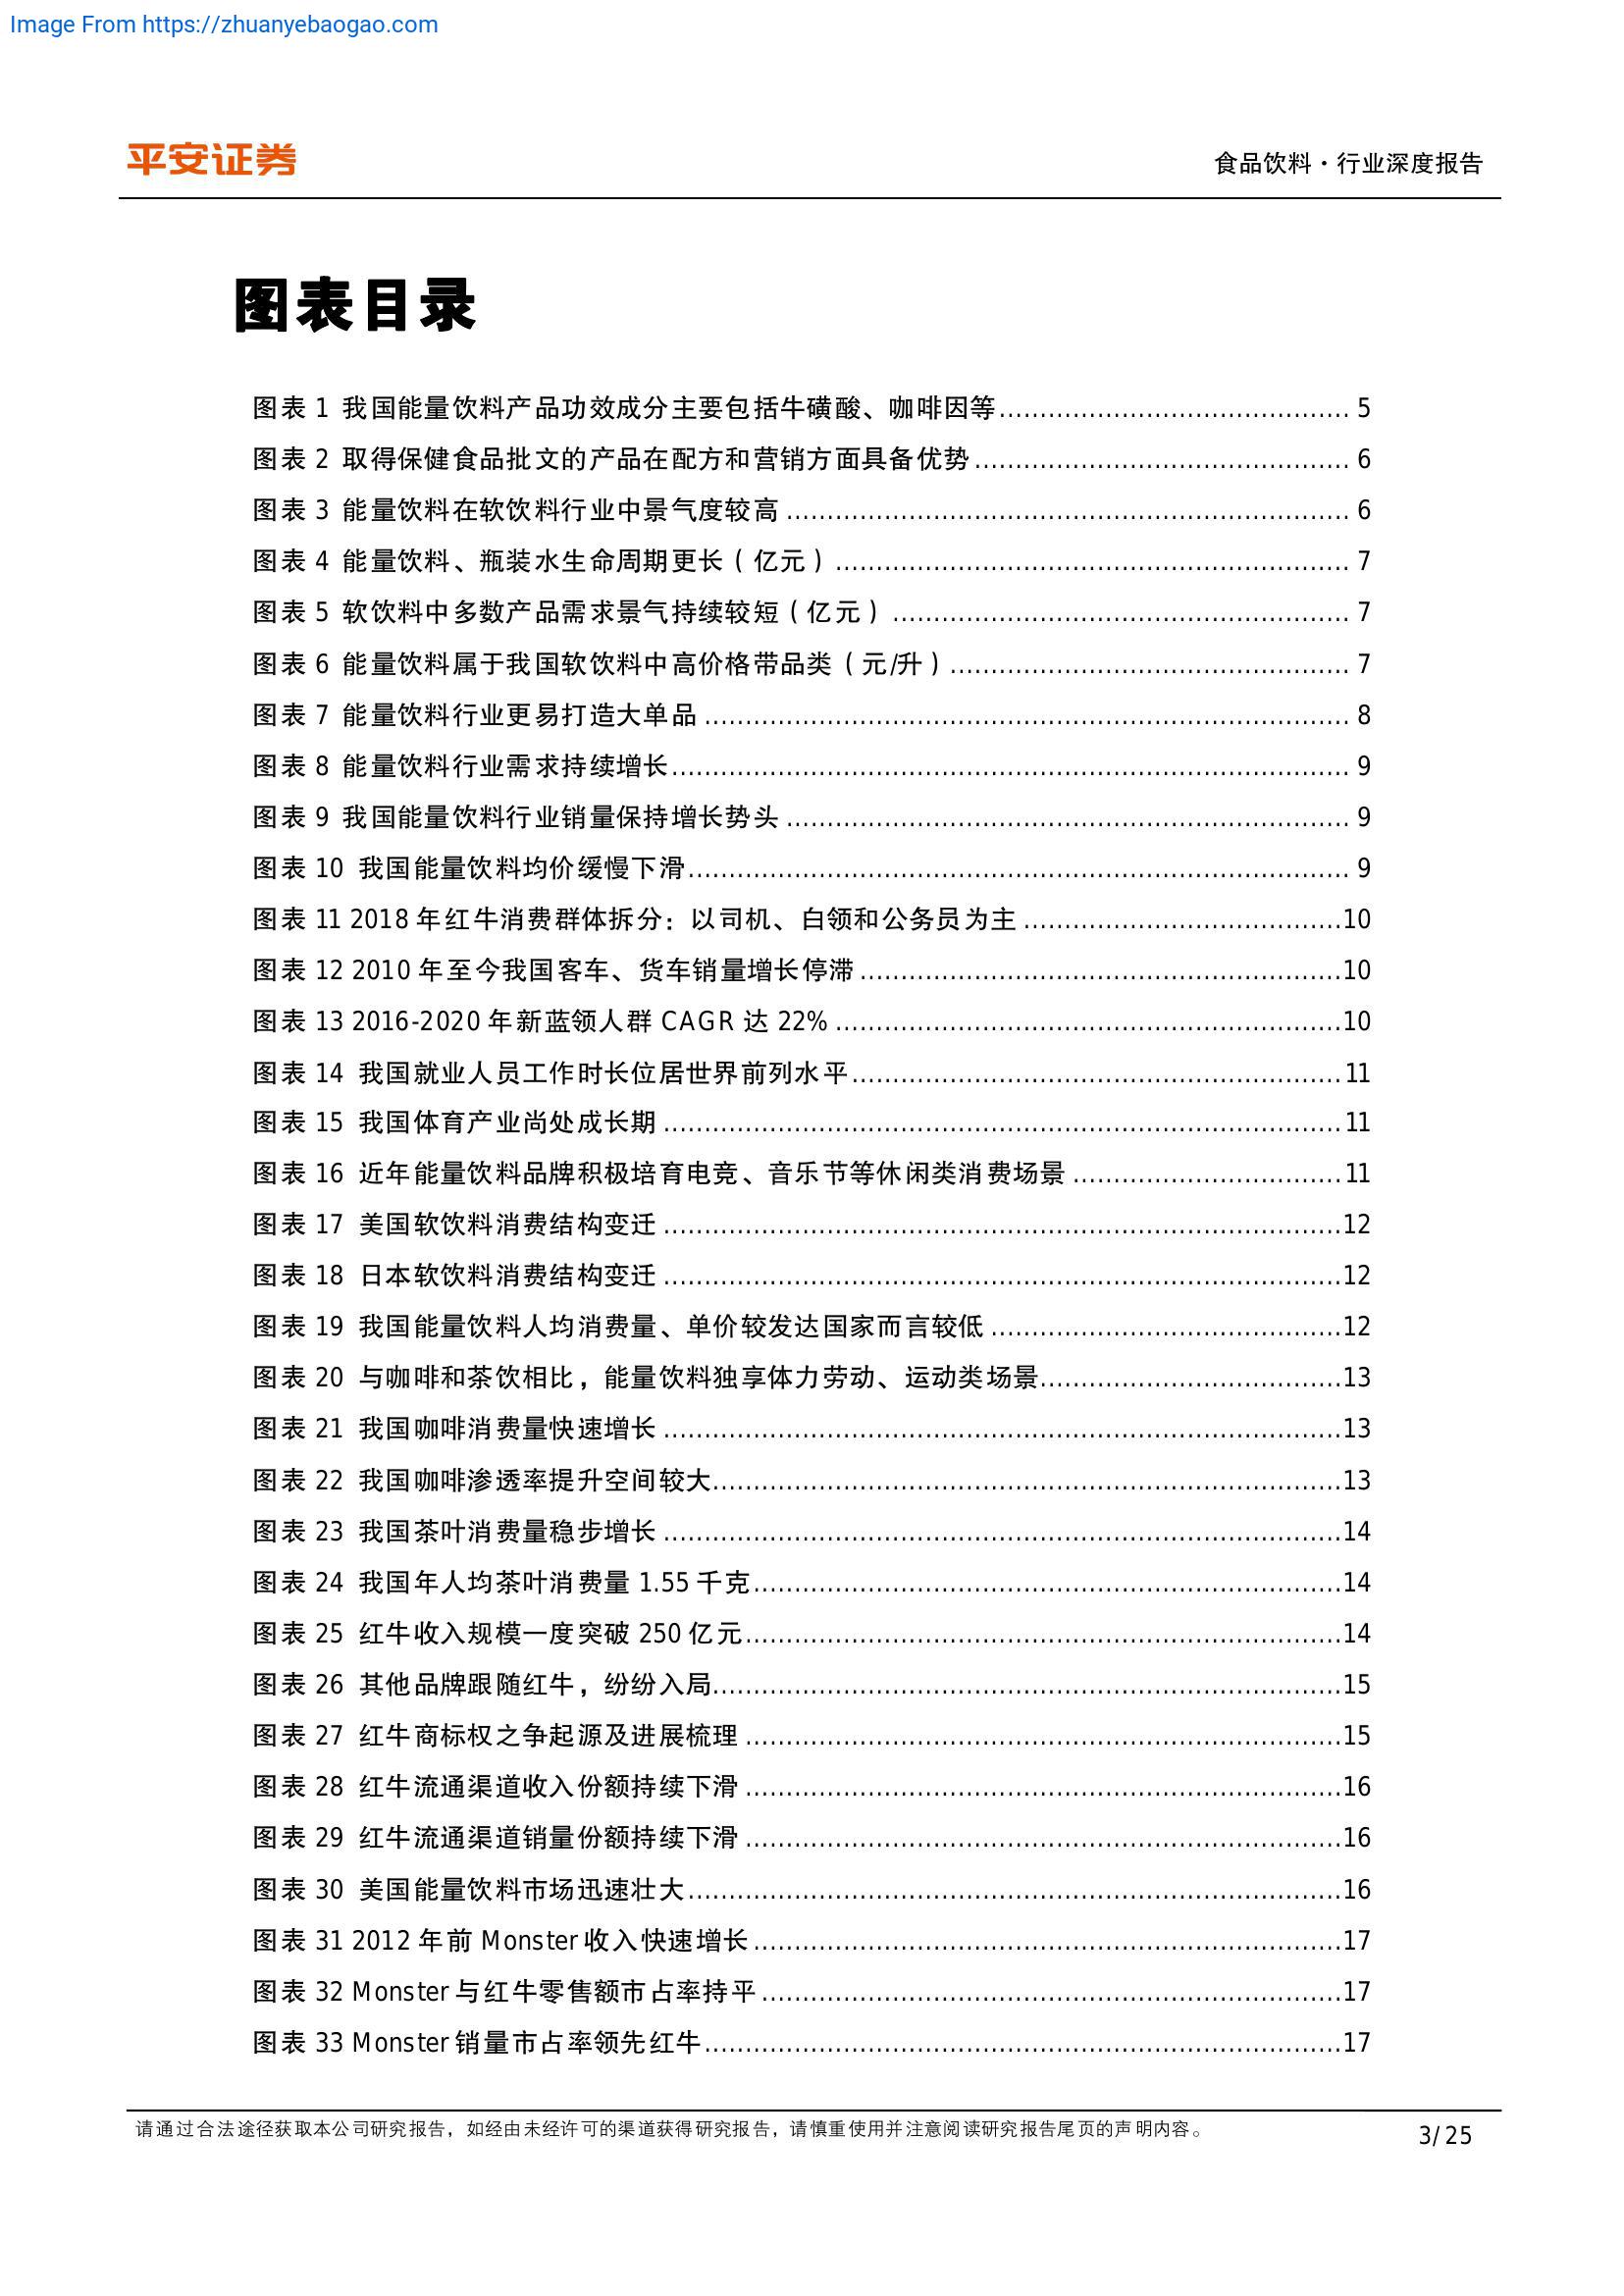 Image From https://zhuanyebaogao.com
平安证券
食品饮料·行业深度报告
图表目录
图表 1 我国能量饮料产品功效成分主要包括牛磺酸、咖啡因等........................................... 5
图表 2 取得保健食品批文的产品在配方和营销方面具备优势.............................................. 6
图表 3 能量饮料在软饮料行业中景气度较高..................................................................... 6
图表 4 能量饮料、瓶装水生命周期更长（亿元）............................................................... 7
图表 5 软饮料中多数产品需求景气持续较短（亿元）........................................................ 7
图表 6 能量饮料属于我国软饮料中高价格带品类（元/升）................................................. 7
图表 7 能量饮料行业更易打造大单品............................................................................... 8
图表 8 能量饮料行业需求持续增长................................................................................... 9
图表 9 我国能量饮料行业销量保持增长势头..................................................................... 9
图表 10 我国能量饮料均价缓慢下滑................................................................................. 9
图表 11 2018 年红牛消费群体拆分：以司机、白领和公务员为主.......................................10
图表 12 2010 年至今我国客车、货车销量增长停滞...........................................................10
图表 13 2016-2020 年新蓝领人群 CAGR 达 22%..............................................................10
图表 14 我国就业人员工作时长位居世界前列水平............................................................11
图表 15 我国体育产业尚处成长期...................................................................................11
图表 16 近年能量饮料品牌积极培育电竞、音乐节等休闲类消费场景.................................11
图表 17 美国软饮料消费结构变迁...................................................................................12
图表 18 日本软饮料消费结构变迁...................................................................................12
图表 19 我国能量饮料人均消费量、单价较发达国家而言较低...........................................12
图表 20 与咖啡和茶饮相比，能量饮料独享体力劳动、运动类场景.....................................13
图表 21 我国咖啡消费量快速增长...................................................................................13
图表 22 我国咖啡渗透率提升空间较大.............................................................................13
图表 23 我国茶叶消费量稳步增长...................................................................................14
图表 24 我国年人均茶叶消费量 1.55 千克........................................................................14
图表 25 红牛收入规模一度突破 250 亿元.........................................................................14
图表 26 其他品牌跟随红牛，纷纷入局.............................................................................15
图表 27 红牛商标权之争起源及进展梳理.........................................................................15
图表 28 红牛流通渠道收入份额持续下滑.........................................................................16
图表 29 红牛流通渠道销量份额持续下滑.........................................................................16
图表 30 美国能量饮料市场迅速壮大................................................................................16
图表 31 2012 年前 Monster 收入快速增长........................................................................17
图表 32 Monster 与红牛零售额市占率持平.......................................................................17
图表 33 Monster 销量市占率领先红牛..............................................................................17
请通过合法途径获取本公司研究报告，如经由未经许可的渠道获得研究报告，请慎重使用并注意阅读研究报告尾页的声明内容。
3/25